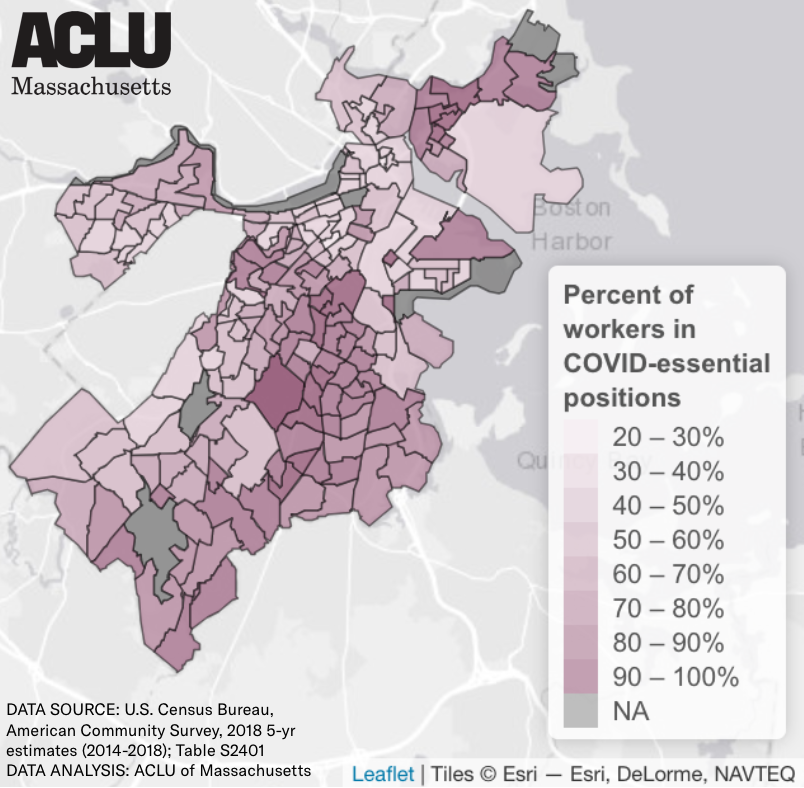 ACLU
Massachusetts
Boston
Harbor
Percent of
workers in
COVID-essential
positions
20 – 30%
30 – 40%
40 – 50%
50 – 60%
60 – 70%
70 – 80%
80 – 90%
90 – 100%
NA
DATA SOURCE: U.S. Census Bureau,
American Community Survey, 2018 5-yr
estimates (2014-2018); Table S2401
DATA ANALYSIS: ACLU of Massachusetts
Leaflet | Tiles © Esri — Esri, DeLorme, NAVTEQ